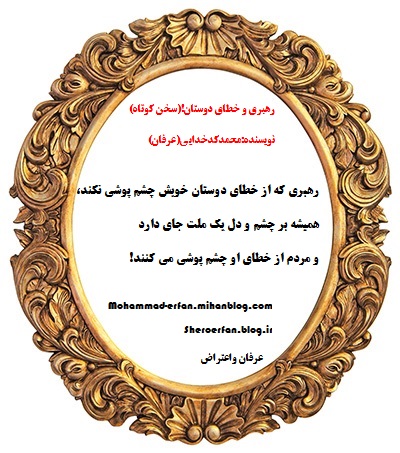 رهبری و خطای دوستان!(سخن کوتاه)
نویسنده:محمدکدخدایی(عرفان)
رهبری که از خطای دوستان خویش چشم پوشی نکند،
همیشه بر چشم و دل یک ملت جای دارد
و مردم از خطای او چشم پوشی می کنند!
Mohammad-erfan.mihanblog.com
Sheroerfan.blog.ir
عرفان واعتراض